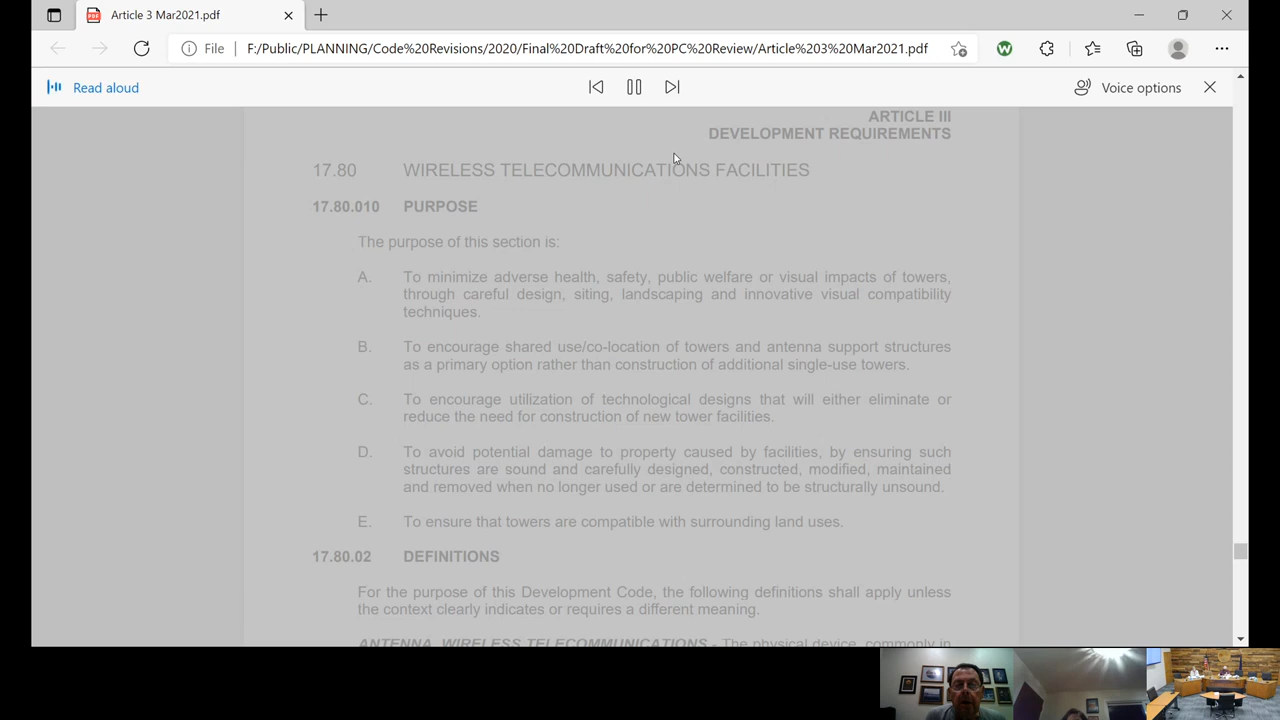 Article 3 Mar2021.pdf
File F:/Public/PLANNING/Code%20Revisions/2020/Final%20Draft%20for%20PC%20Review/Article%203%20Mar2021.pdf
Read aloud
Voice options
ARTICLE III
DEVELOPMENT REQUIREMENTS
17.80 WIRELESS TELECOMMUNICATIONS FACILITIES
17.80.010 PURPOSE
The purpose of this section is:
A. To minimize adverse health, safety, public welfare or visual impacts of towers,
through careful design, siting, landscaping and innovative visual compatibility
techniques.
B. To encourage shared use/co-location of towers and antenna support structures
as a primary option rather than construction of additional single-use towers.
C. To encourage utilization of technological designs that will either eliminate or
reduce the need for construction of new tower facilities.
D. To avoid potential damage to property caused by facilities, by ensuring such
structures are sound and carefully designed, constructed, modified, maintained
and removed when no longer used or are determined to be structurally unsound.
E. To ensure that towers are compatible with surrounding land uses.
17.80.02 DEFINITIONS
For the purpose of this Development Code, the following definitions shall apply unless
the context clearly indicates or requires a different meaning.
ANTENNA, WIRELESS TELECOMMUNICATIONS - The physical device, commonly in